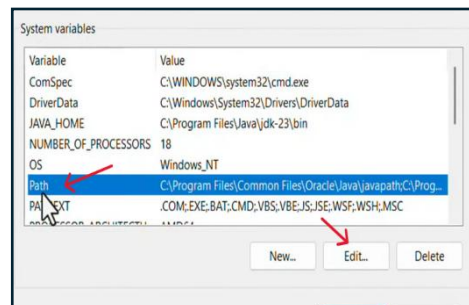 System variables
Variable Value
ComSpec C:\WINDOWS\system32\cmd.exe
DriverData C:\Windows\System32\Drivers\DriverData
JAVA_HOME C:\Program Files\Java\jdk-23\bin
NUMBER_OF_PROCESSORS 18
OS Windows_NT
Path C:\Program Files\Common Files\Oracle\Java\javapath;C:\Prog...
.COM;.EXE;.BAT;.CMD;.VBS;.VBE;.JS;.JSE;.WSF;.WSH;.MSC
New... Edit... Delete